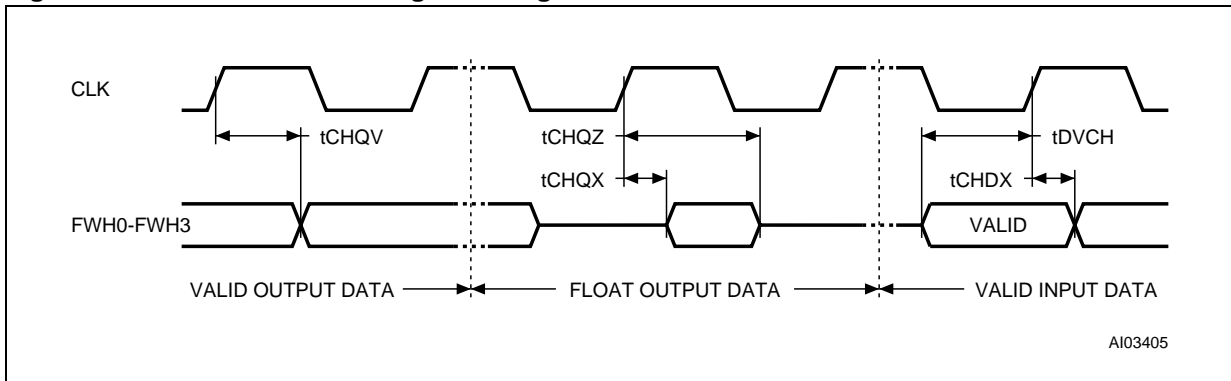 CLK
tCHQV
tCHQZ
tDVCH
tCHQX
tCHDX
FWH0-FWH3
VALID
VALID OUTPUT DATA
FLOAT OUTPUT DATA
VALID INPUT DATA
AI03405